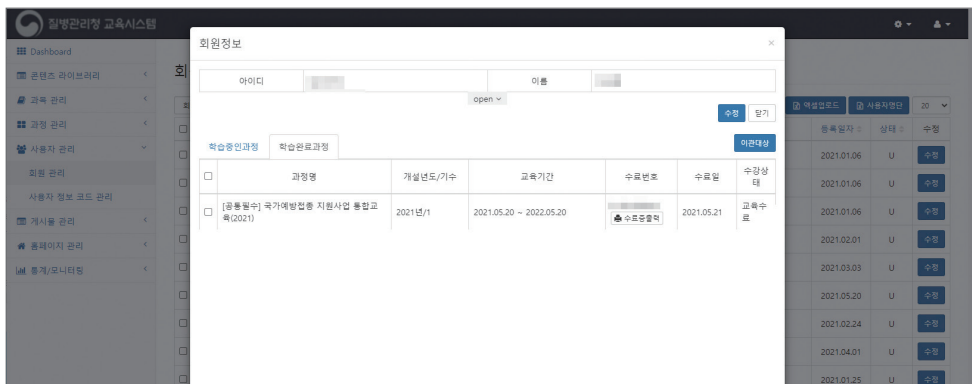 질병관리청 교육시스템
Dashboard
콘텐츠 라이브러리
과목 관리
과정 관리
사용자 관리
회원 관리
사용자 정보 코드 관리
게시물 관리
홈페이지 관리
통계/모니터링
회
회원정보 ×
아이디 이름
open
수정 닫기
학습중인과정 학습완료과정 이관대상
과정명 개설년도/기수 교육기간 수료번호 수료일 수강상
태
[공통필수] 국가예방접종 지원사업 통합교
육(2021)
2021년/1 2021.05.20 ~ 2022.05.20 수료증출력 2021.05.21 교육수
료
엑셀업로드 사용자명단 20
등록일자 상태 수정
2021.01.06 U 수정
2021.01.06 U 수정
2021.01.06 U 수정
2021.02.01 U 수정
2021.03.03 U 수정
2021.05.20 U 수정
2021.02.24 U 수정
2021.04.01 U 수정
2021.01.25 U 수정